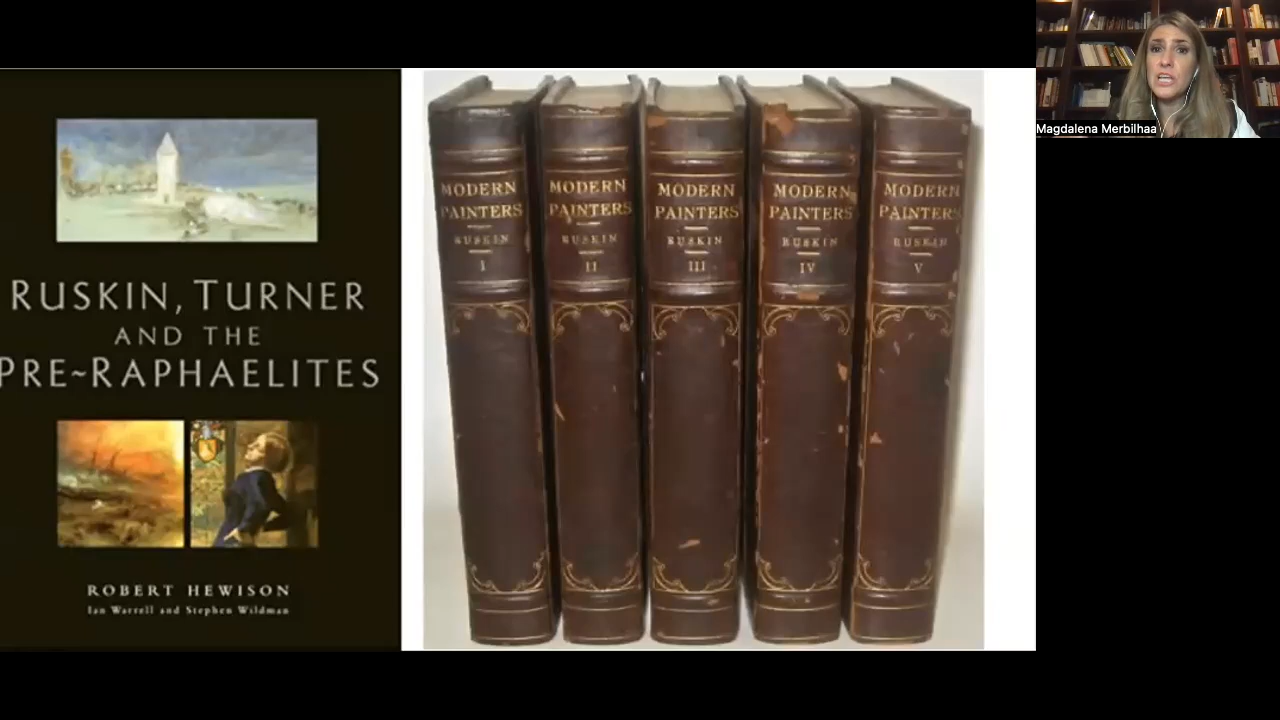 RUSKIN, TURNER
AND THE
PRE~RAPHAELITES
ROBERT HEWISON
Ian Warrell and Stephen Wildman
MODERN
PAINTERS
RUSKIN
I
MODERN
PAINTERS
RUSKIN
II
MODERN
PAINTERS
RUSKIN
III
MODERN
PAINTERS
RUSKIN
IV
MODERN
PAINTERS
RUSKIN
V
Magdalena Merbilhaa